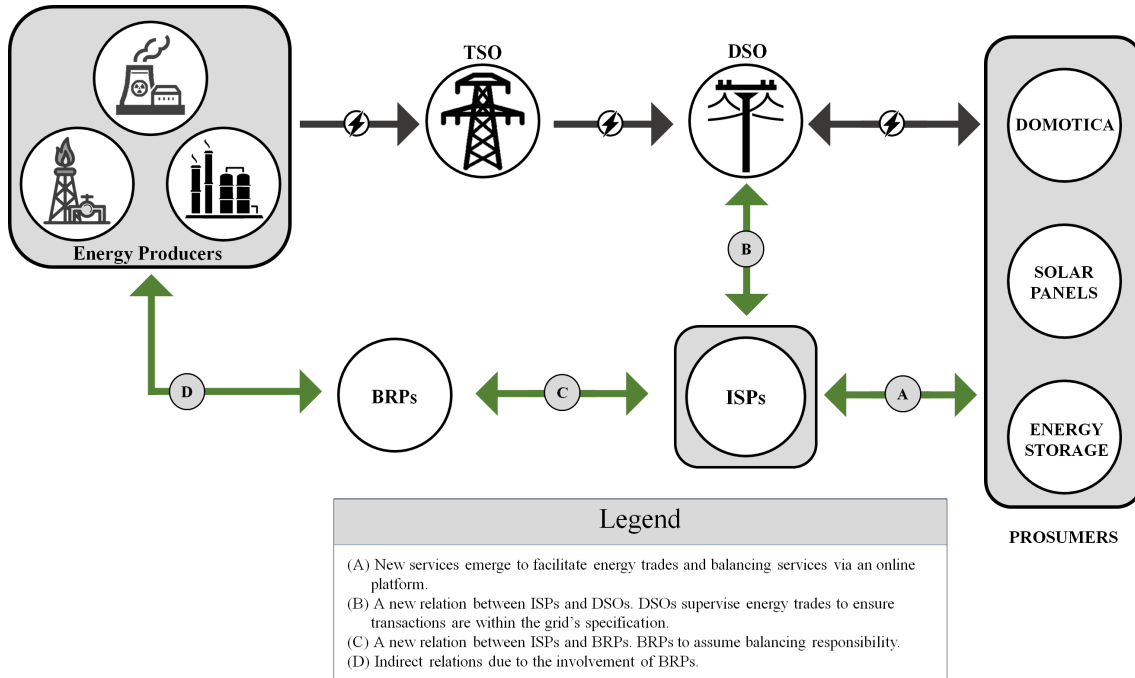 TSO
DSO
Energy Producers
DOMOTICA
SOLAR
PANELS
ENERGY
STORAGE
PROSUMERS
B
D
BRPs
C
ISPs
A
Legend
(A) New services emerge to facilitate energy trades and balancing services via an online
platform.
(B) A new relation between ISPs and DSOs. DSOs supervise energy trades to ensure
transactions are within the grid's specification.
(C) A new relation between ISPs and BRPs. BRPs to assume balancing responsibility.
(D) Indirect relations due to the involvement of BRPs.